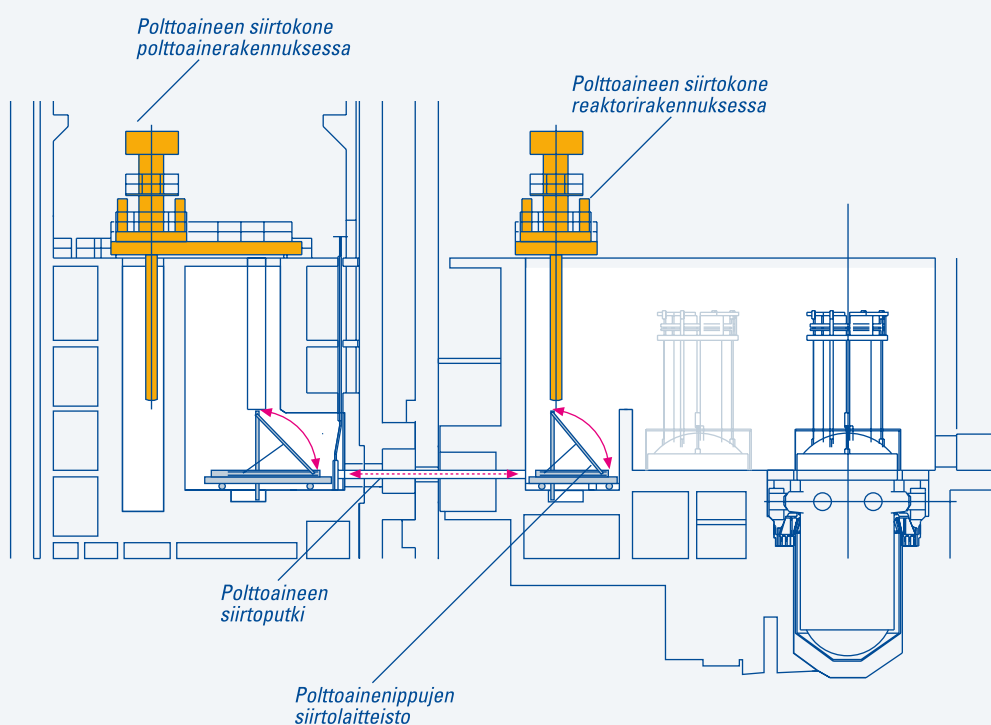 Polttoaineen siirtokone
polttoainerakennuksessa
Polttoaineen siirtokone
reaktorirakennuksessa
Polttoaineen
siirtoputki
Polttoainenippujen
siirtolaitteisto